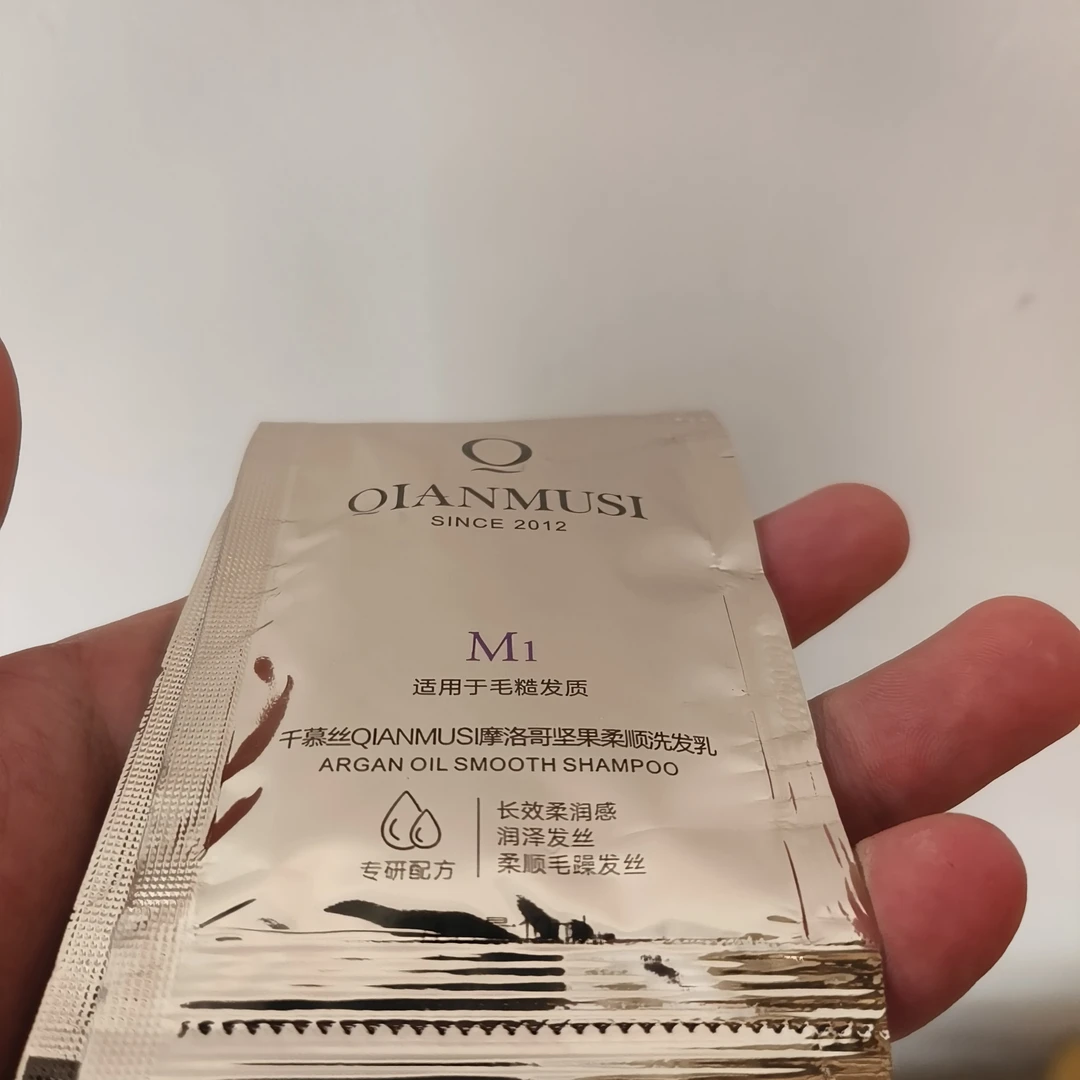 Q
QIANMUSI
SINCE 2012
M1
适用于毛糙发质
千慕丝QIANMUSI摩洛哥坚果柔顺洗发乳
ARGAN OIL SMOOTH SHAMPOO
专研配方
长效柔润感
润泽发丝
柔顺毛躁发丝